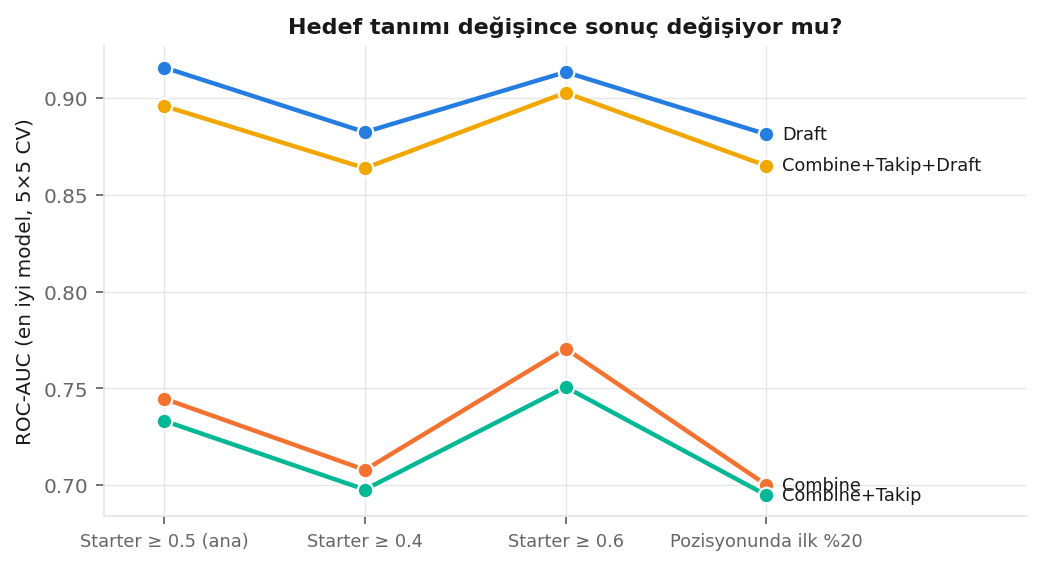 Hedef tanımı değişince sonuç değişiyor mu?
ROC-AUC (en iyi model, 5×5 CV)
0.90
0.85
0.80
0.75
0.70
Draft
Combine+Takip+Draft
Combine
Combine+Takip
Starter ≥ 0.5 (ana)
Starter ≥ 0.4
Starter ≥ 0.6
Pozisyonunda ilk %20